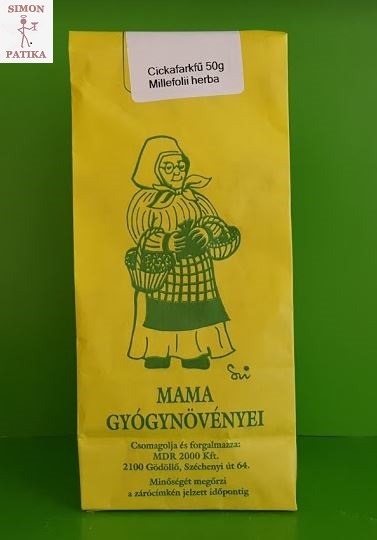 SIMON
PATIKA
Cickafarkfű 50g
Millefolii herba
MAMA
GYÓGYNÖVÉNYEI
Csomagolja és forgalmazza:
MDR 2000 Kft.
2100 Gödöllő, Széchenyi út 64.
Minőségét megőrzi
a zárócímkén jelzett időpontig